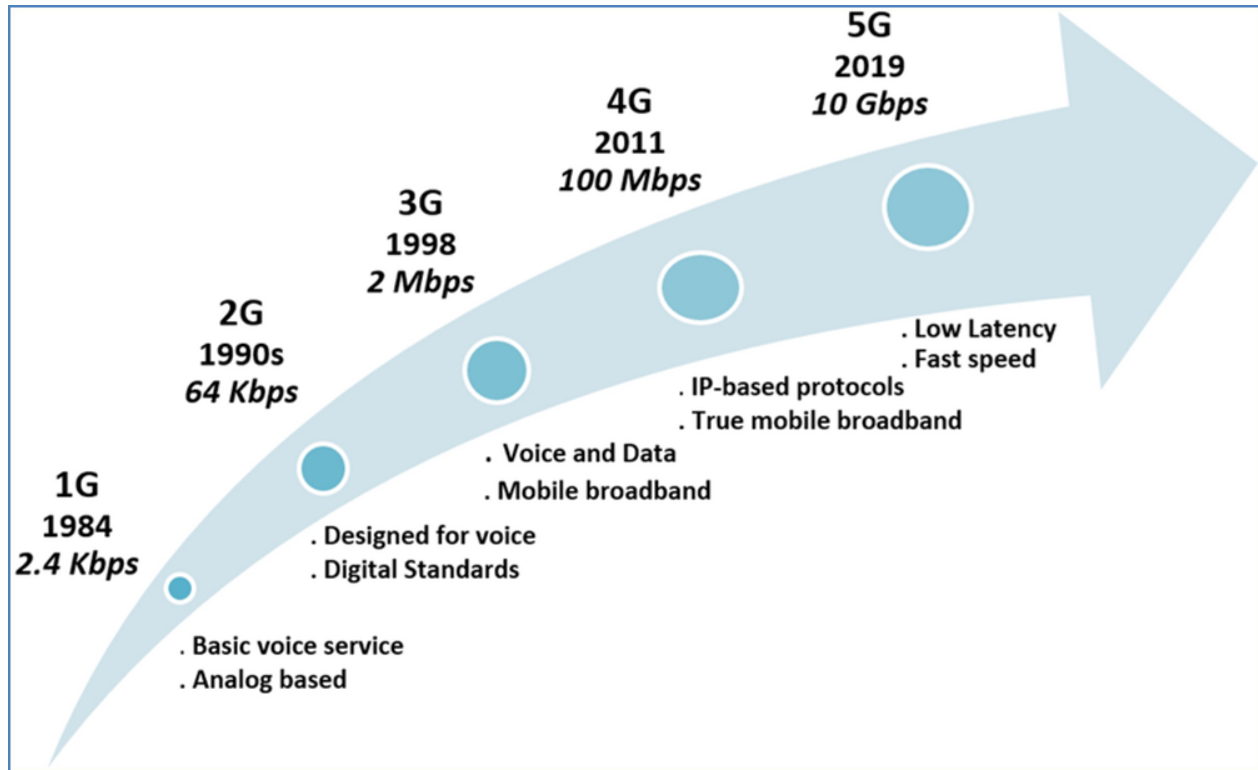 1G
1984
2.4 Kbps
. Basic voice service
. Analog based
2G
1990s
64 Kbps
. Designed for voice
. Digital Standards
3G
1998
2 Mbps
. Voice and Data
. Mobile broadband
4G
2011
100 Mbps
. IP-based protocols
. True mobile broadband
5G
2019
10 Gbps
. Low Latency
. Fast speed